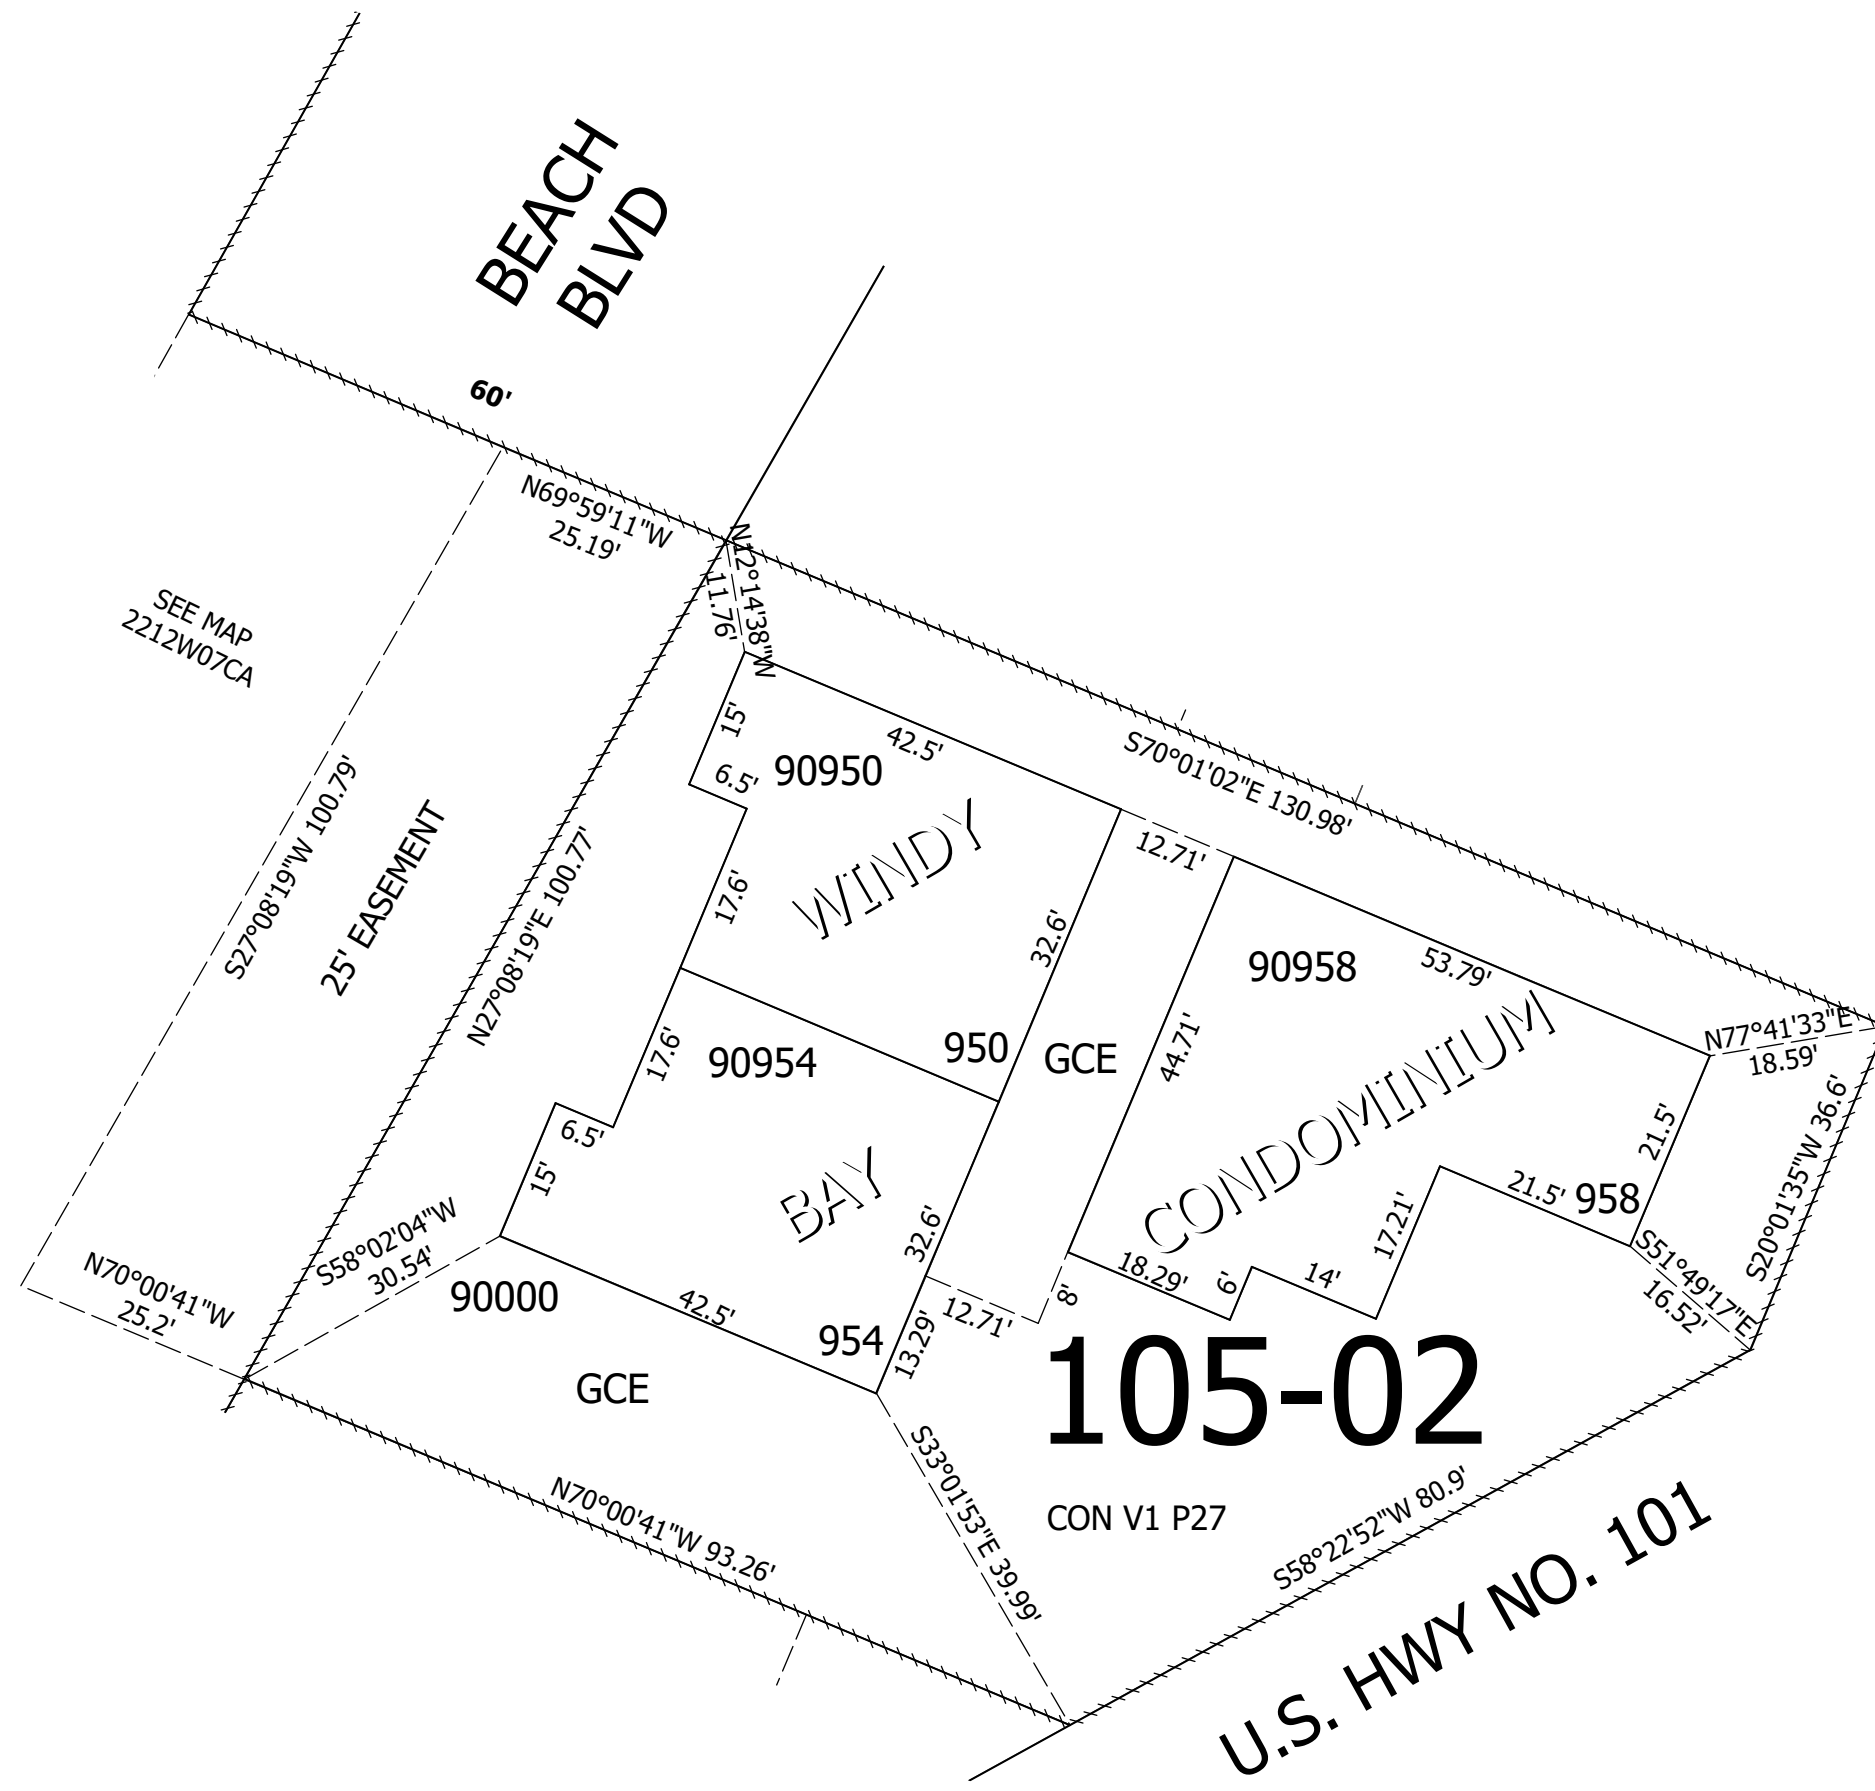 BEACH
BLVD
60'
N69°59'11"W
25.19'
N12°14'38"W
11.76'
SEE MAP
2212W07CA
S70°01'02"E 130.98'
15'
42.5'
6.5'
90950
WINDY
17.6'
12.71'
S27°08'19"W 100.79'
25' EASEMENT
N27°08'19"E 100.77'
32.6'
90958
53.79'
N77°41'33"E
18.59'
950
GCE
44.71'
17.6'
90954
CONDOMINIUM
21.5'
S20°01'35"W 36.6'
6.5'
15'
BAY
21.5'
958
17.21'
S58°02'04"W
30.54'
32.6'
N70°00'41"W
25.2'
90000
42.5'
954
13.29'
12.71'
8'
18.29'
6'
14'
S51°49'17"E
16.52'
GCE
105-02
CON V1 P27
S33°01'53"E 39.99'
N70°00'41"W 93.26'
S58°22'52"W 80.9'
U.S. HWY NO. 101